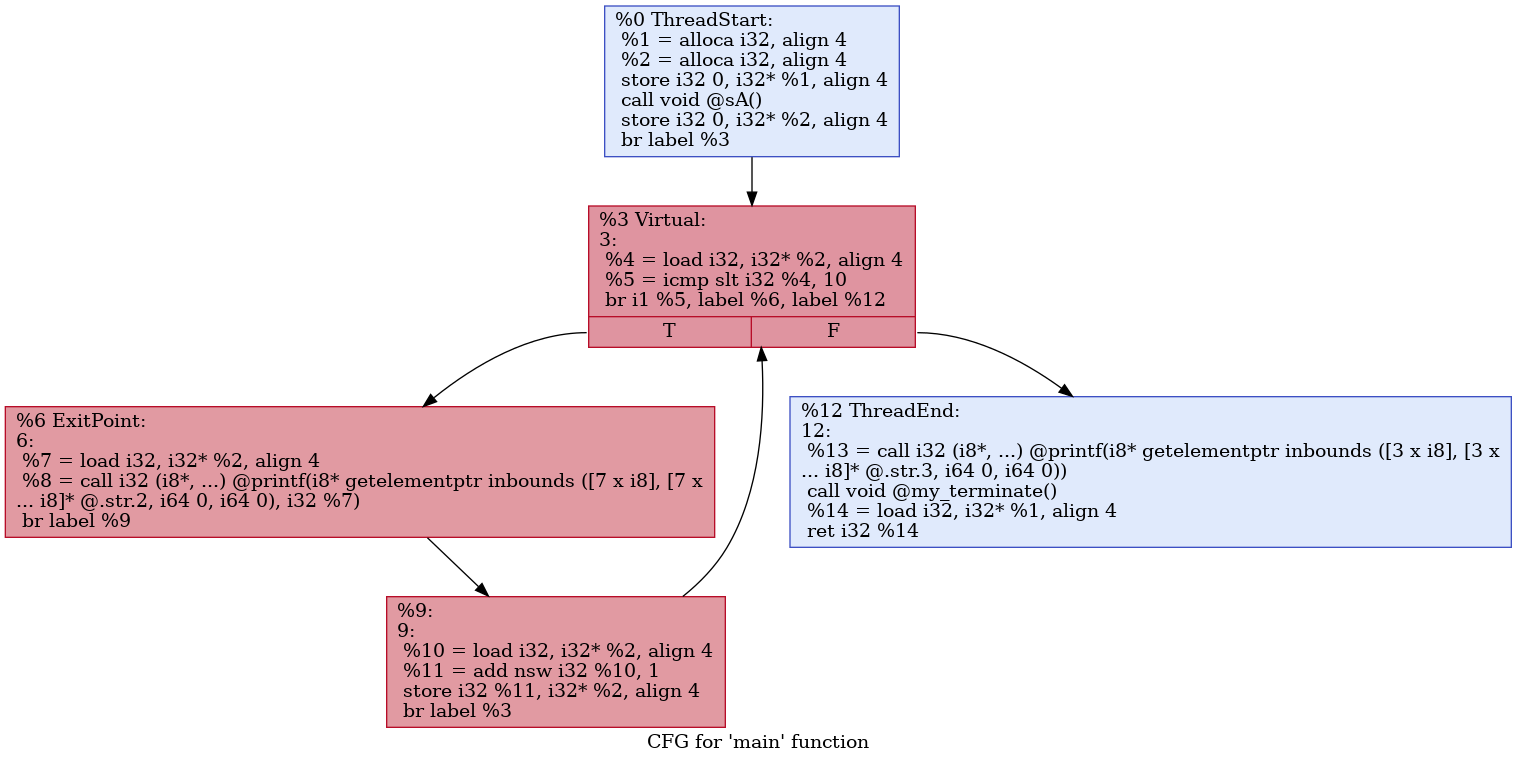 %0 ThreadStart:
%1 = alloca i32, align 4
%2 = alloca i32, align 4
store i32 0, i32* %1, align 4
call void @sA()
store i32 0, i32* %2, align 4
br label %3
%3 Virtual:
3:
%4 = load i32, i32* %2, align 4
%5 = icmp slt i32 %4, 10
br i1 %5, label %6, label %12
T
F
%6 ExitPoint:
6:
%7 = load i32, i32* %2, align 4
%8 = call i32 (i8*, ...) @printf(i8* getelementptr inbounds ([7 x i8], [7 x
... i8]* @.str.2, i64 0, i64 0), i32 %7)
br label %9
%12 ThreadEnd:
12:
%13 = call i32 (i8*, ...) @printf(i8* getelementptr inbounds ([3 x i8], [3 x
... i8]* @.str.3, i64 0, i64 0))
call void @my_terminate()
%14 = load i32, i32* %1, align 4
ret i32 %14
%9:
9:
%10 = load i32, i32* %2, align 4
%11 = add nsw i32 %10, 1
store i32 %11, i32* %2, align 4
br label %3
CFG for 'main' function